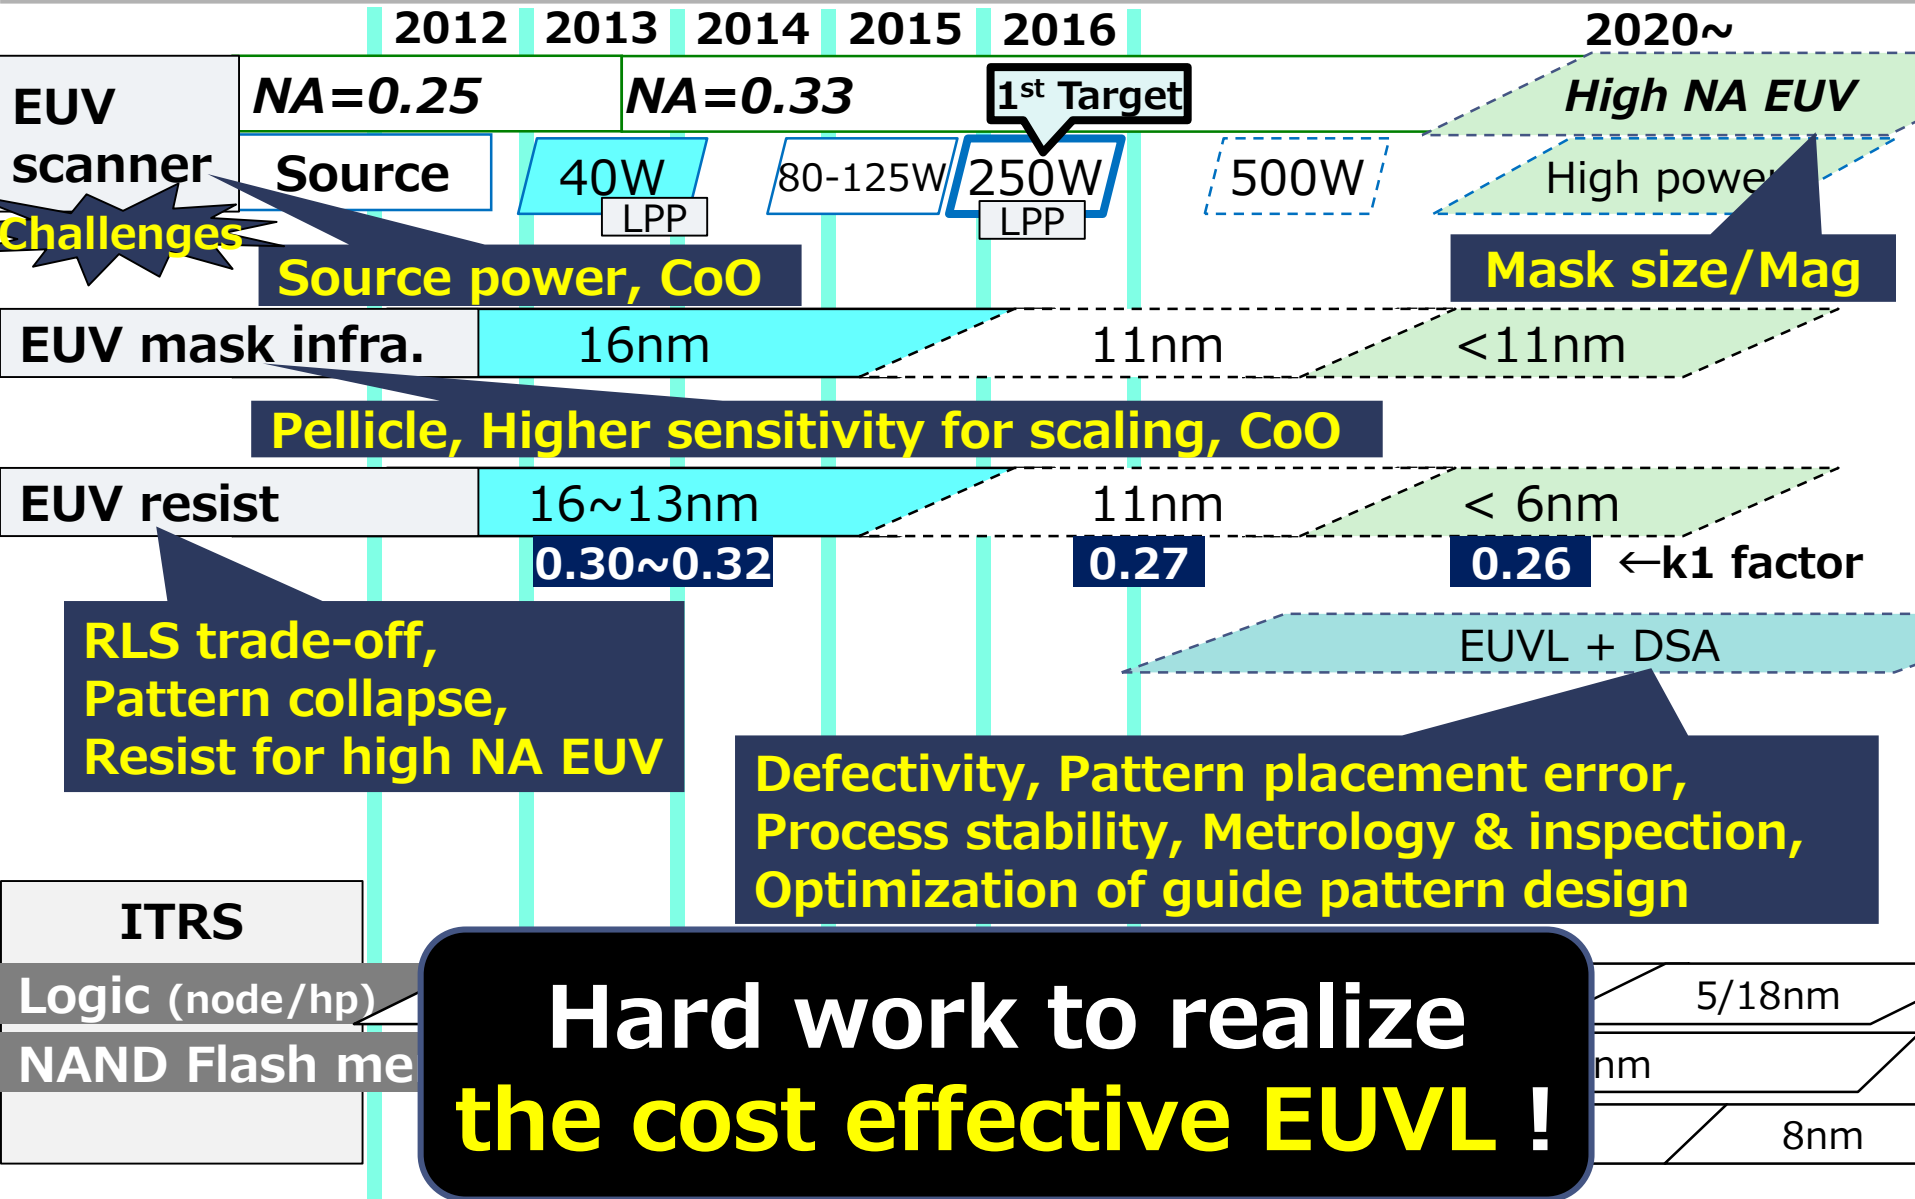 2012 2013 2014 2015 2016 2020~
EUV scanner
NA=0.25 NA=0.33 1st Target High NA EUV
Source 40W 80-125W 250W 500W High power
LPP LPP
Challenges
Source power, CoO
Mask size/Mag
EUV mask infra. 16nm 11nm <11nm
Pellicle, Higher sensitivity for scaling, CoO
EUV resist 16~13nm 11nm < 6nm
0.30~0.32 0.27 0.26 ←k1 factor
RLS trade-off,
Pattern collapse,
Resist for high NA EUV
EUVL + DSA
Defectivity, Pattern placement error,
Process stability, Metrology & inspection,
Optimization of guide pattern design
ITRS
Logic (node/hp) 5/18nm
NAND Flash me nm
8nm
Hard work to realize
the cost effective EUVL !